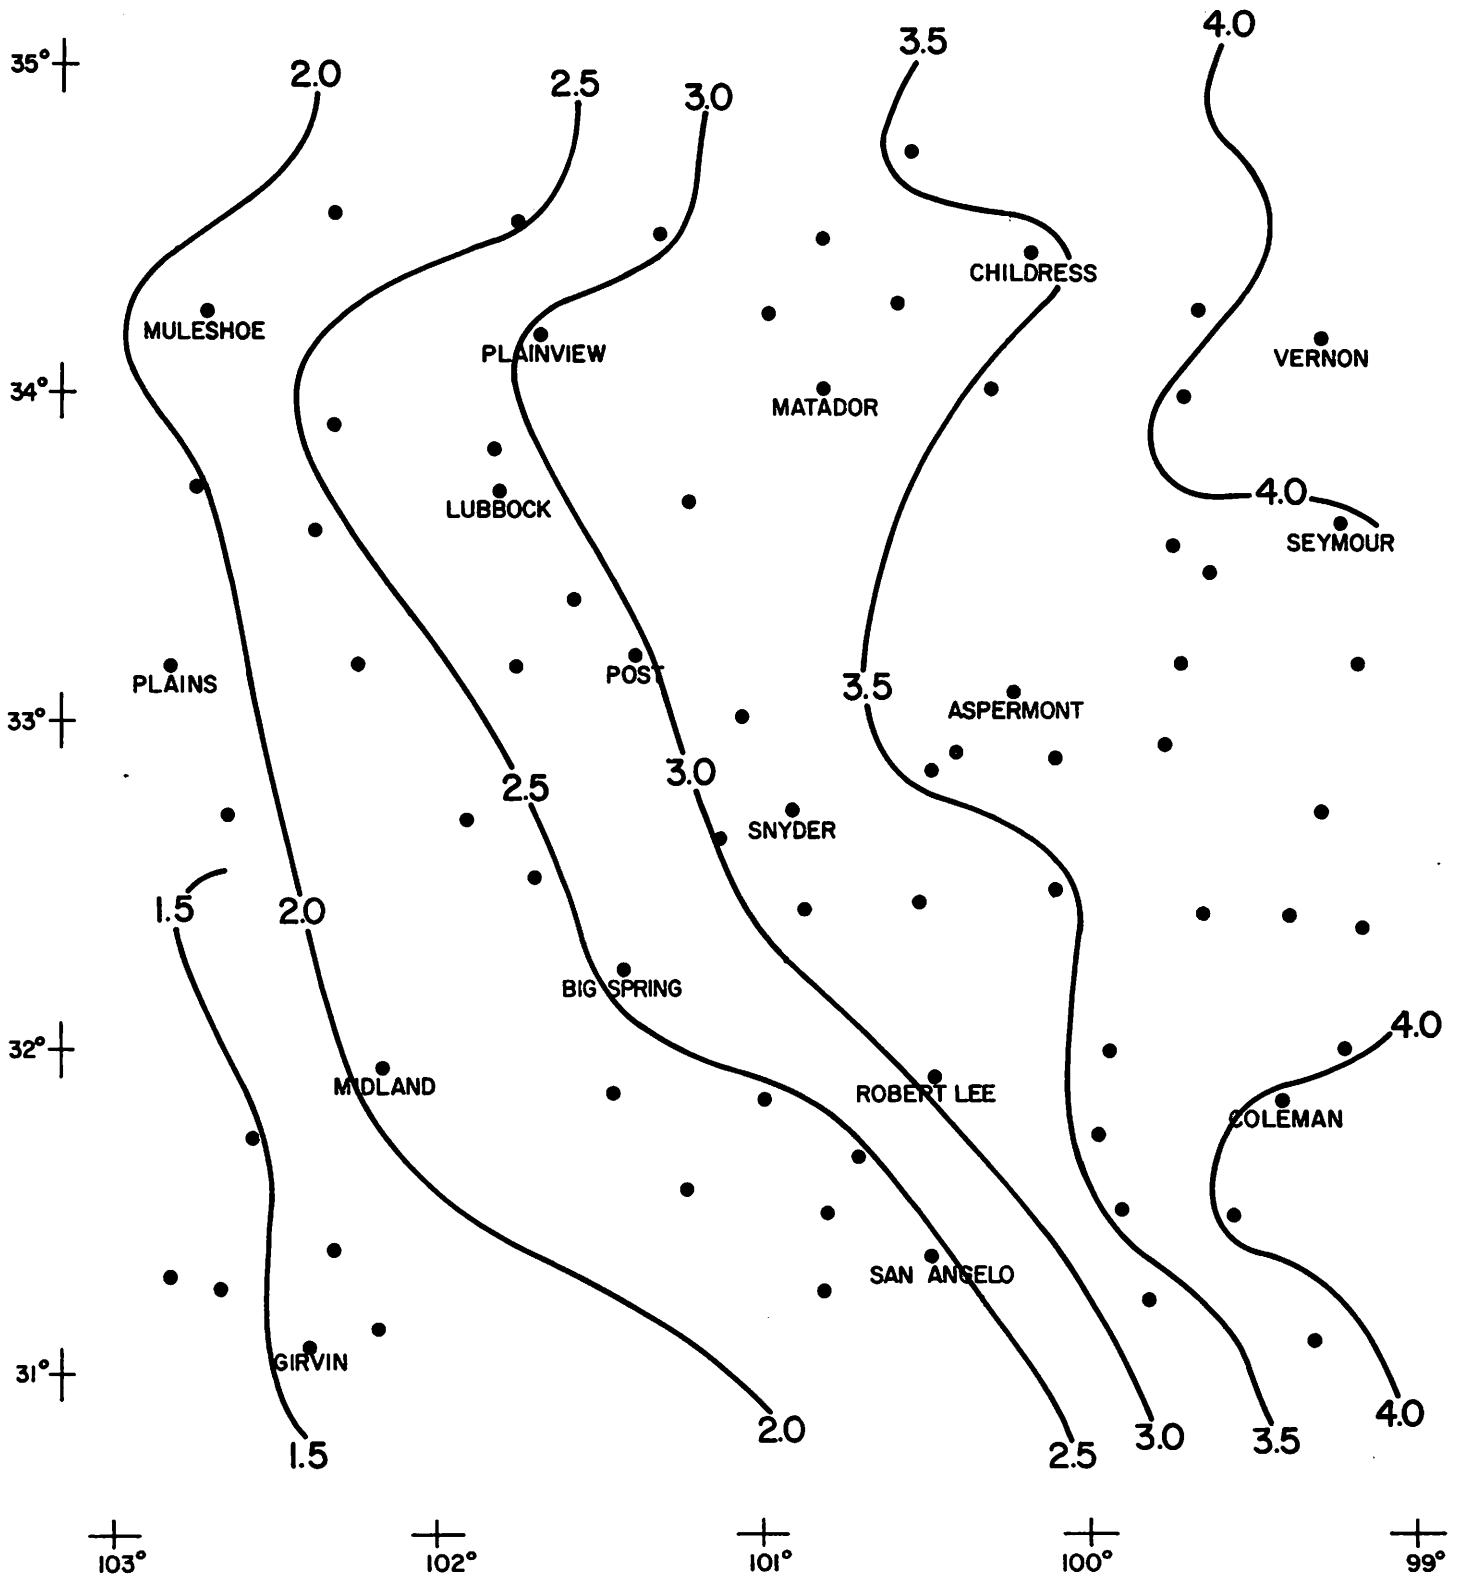 4.0
3.5
35°
2.0
2.5
3.0
CHILDRESS
MULESHOE
PLAINVIEW
VERNON
34°
MATADOR
4.0
LUBBOCK
SEYMOUR
POST
PLAINS
3.5
ASPERMONT
33°
3.0
2.5
SNYDER
1.5
2.0
BIG SPRING
4.0
32°
MIDLAND
ROBERT LEE
COLEMAN
SAN ANGELO
GIRVIN
31°
4.0
2.0
3.0
3.5
1.5
2.5
103°
102°
101°
100°
99°